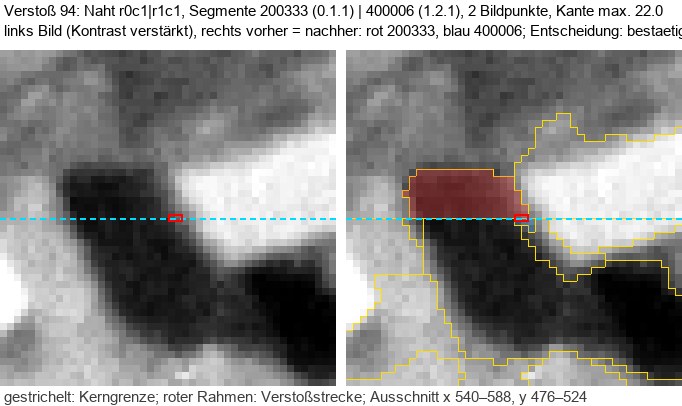 Verstoß 94: Naht r0c1|r1c1, Segmente 200333 (0.1.1) | 400006 (1.2.1), 2 Bildpunkte, Kante max. 22.0
links Bild (Kontrast verstärkt), rechts vorher = nachher: rot 200333, blau 400006; Entscheidung: bestaetig
gestrichelt: Kerngrenze; roter Rahmen: Verstoßstrecke; Ausschnitt x 540–588, y 476–524